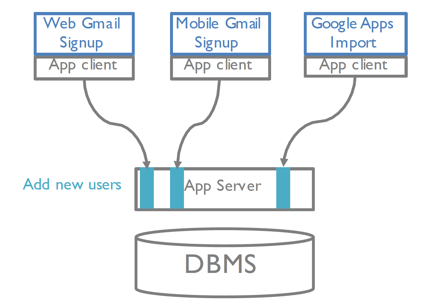 Web Gmail
Signup
App client
Mobile Gmail
Signup
App client
Google Apps
Import
App client
Add new users
App Server
DBMS